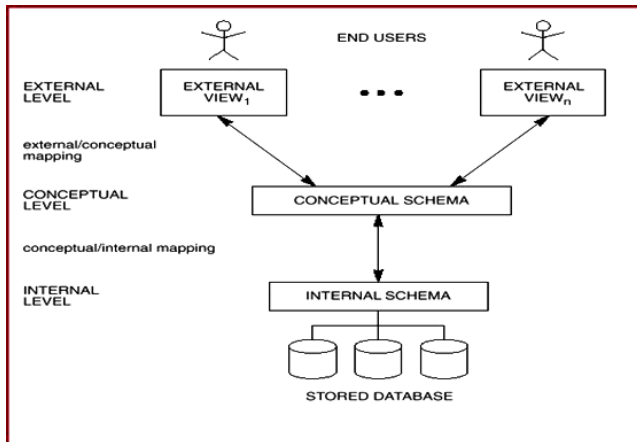 END USERS
EXTERNAL
LEVEL
EXTERNAL
VIEW1
EXTERNAL
VIEWn
external/conceptual
mapping
CONCEPTUAL
LEVEL
CONCEPTUAL SCHEMA
conceptual/internal mapping
INTERNAL
LEVEL
INTERNAL SCHEMA
STORED DATABASE